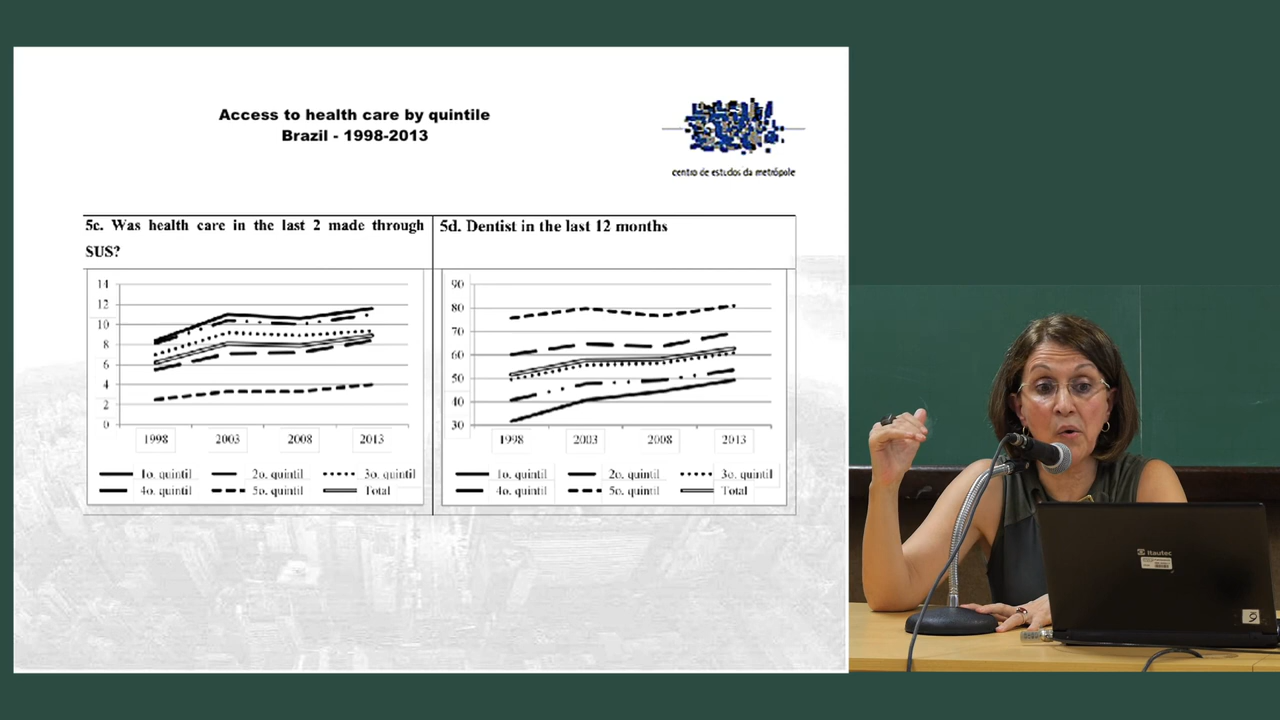 Access to health care by quintile
Brazil - 1998-2013
centro de estudos da metrópole
5c. Was health care in the last 2 made through
SUS?
5d. Dentist in the last 12 months
14
12
10
8
6
4
2
0
1998 2003 2008 2013
1o. quintil 2o. quintil 3o. quintil
4o. quintil 5o. quintil Total
90
80
70
60
50
40
30
1998 2003 2008 2013
1o. quintil 2o. quintil 3o. quintil
4o. quintil 5o. quintil Total
Itautec